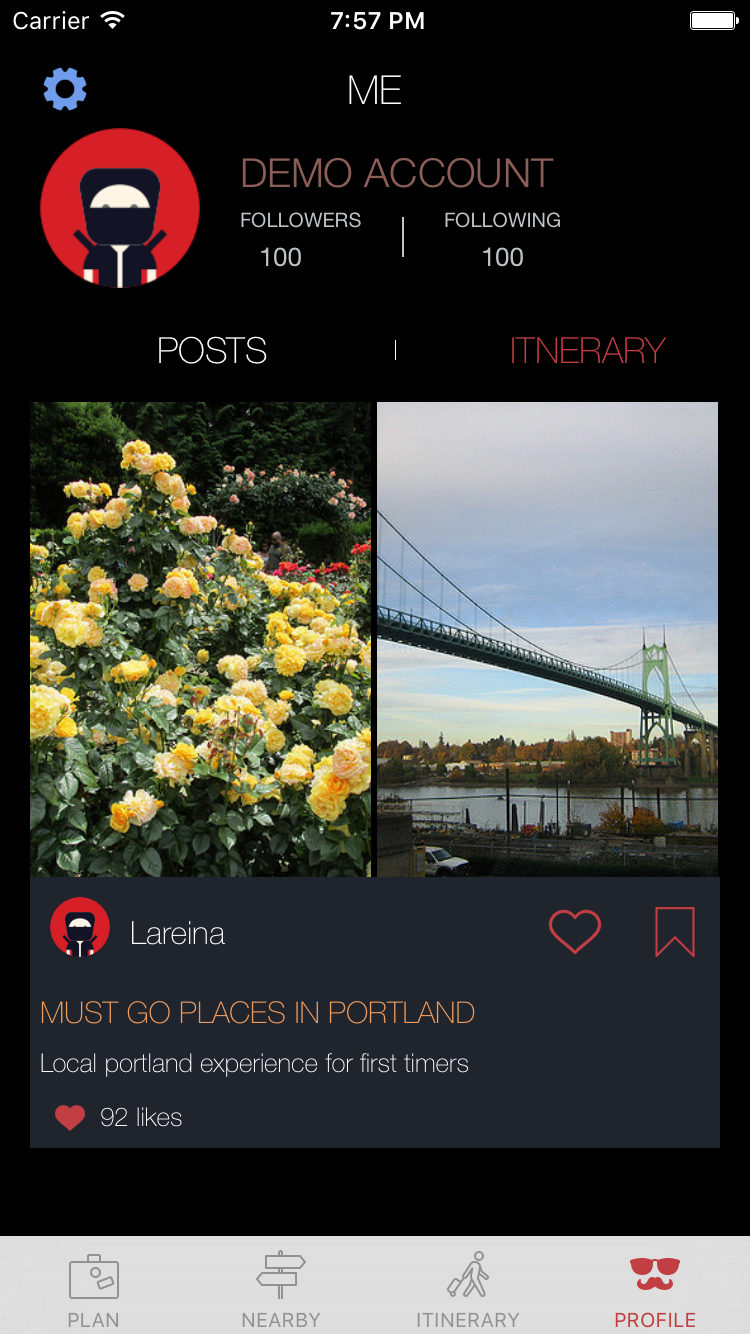 Carrier 7:57 PM
ME
DEMO ACCOUNT
FOLLOWERS FOLLOWING
100 100
POSTS ITNERARY
Lareina
MUST GO PLACES IN PORTLAND
Local portland experience for first timers
92 likes
PLAN NEARBY ITINERARY PROFILE